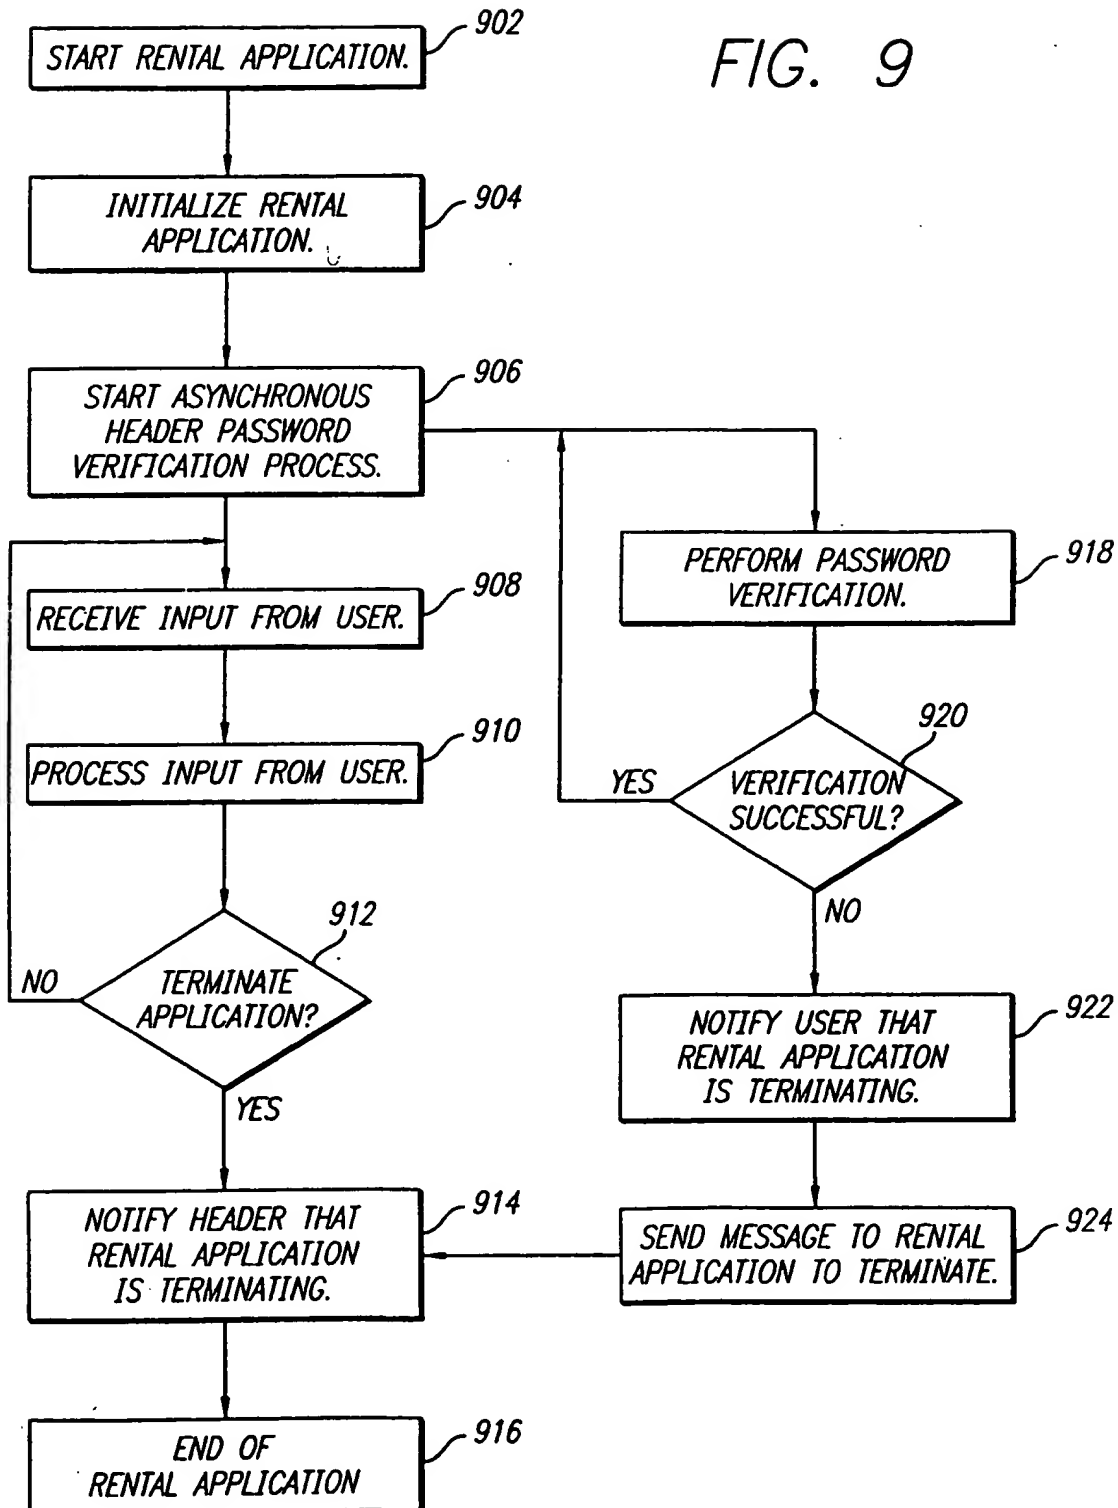 FIG. 9
902
START RENTAL APPLICATION.
904
INITIALIZE RENTAL
APPLICATION.
906
START ASYNCHRONOUS
HEADER PASSWORD
VERIFICATION PROCESS.
908
RECEIVE INPUT FROM USER.
910
PROCESS INPUT FROM USER.
912
TERMINATE
APPLICATION?
NO
YES
914
NOTIFY HEADER THAT
RENTAL APPLICATION
IS TERMINATING.
916
END OF
RENTAL APPLICATION
918
PERFORM PASSWORD
VERIFICATION.
920
VERIFICATION
SUCCESSFUL?
YES
NO
922
NOTIFY USER THAT
RENTAL APPLICATION
IS TERMINATING.
924
SEND MESSAGE TO RENTAL
APPLICATION TO TERMINATE.